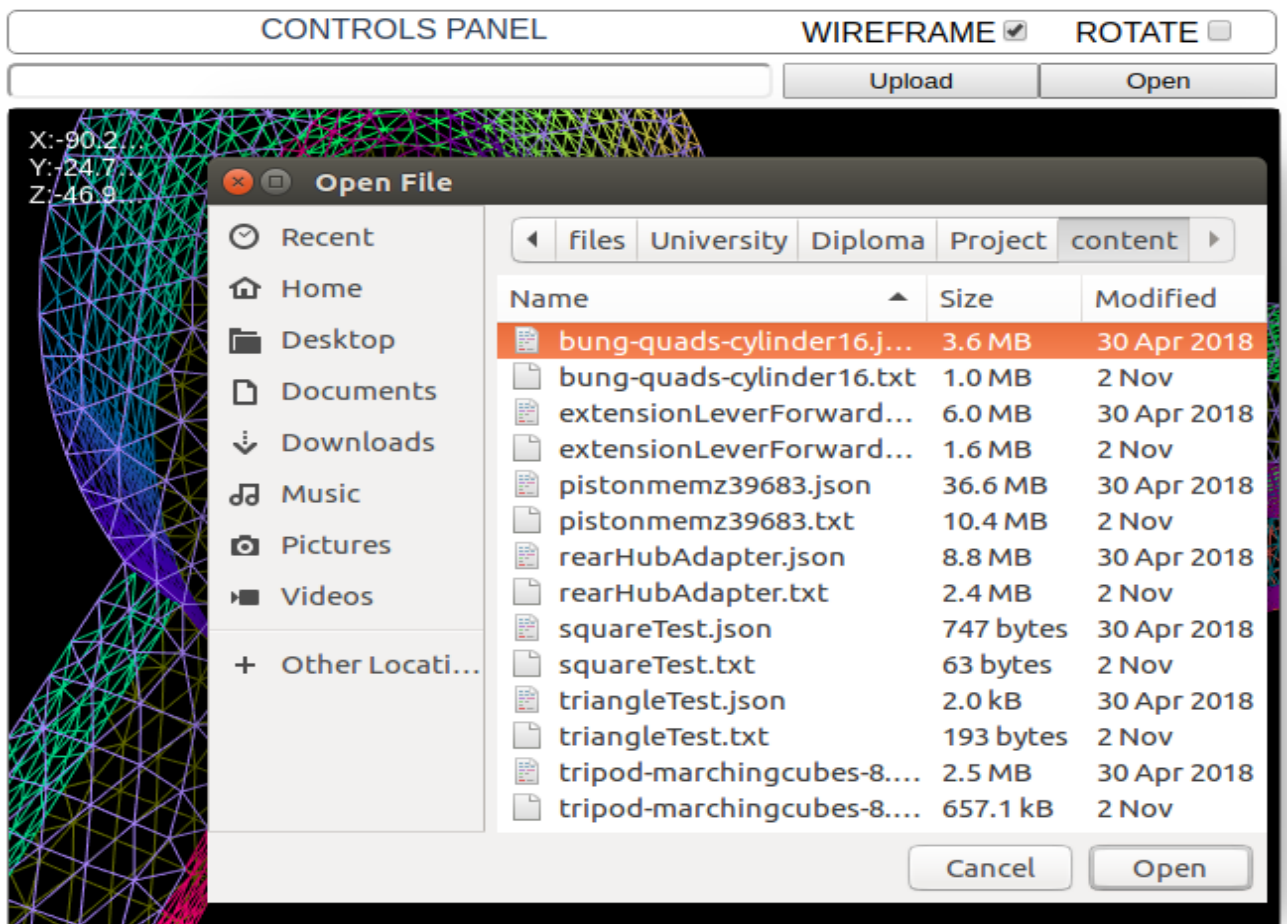 CONTROLS PANEL WIREFRAME ROTATE
Upload Open
X:-90.2...
Y:-24.7...
Z:-46.9...
Open File
Recent
Home
Desktop
Documents
Downloads
Music
Pictures
Videos
+ Other Locati...
files University Diploma Project content
Name Size Modified
bung-quads-cylinder16.j... 3.6 MB 30 Apr 2018
bung-quads-cylinder16.txt 1.0 MB 2 Nov
extensionLeverForward... 6.0 MB 30 Apr 2018
extensionLeverForward... 1.6 MB 2 Nov
pistonmemz39683.json 36.6 MB 30 Apr 2018
pistonmemz39683.txt 10.4 MB 2 Nov
rearHubAdapter.json 8.8 MB 30 Apr 2018
rearHubAdapter.txt 2.4 MB 2 Nov
squareTest.json 747 bytes 30 Apr 2018
squareTest.txt 63 bytes 2 Nov
triangleTest.json 2.0 kB 30 Apr 2018
triangleTest.txt 193 bytes 2 Nov
tripod-marchingcubes-8.... 2.5 MB 30 Apr 2018
tripod-marchingcubes-8.... 657.1 kB 2 Nov
Cancel Open